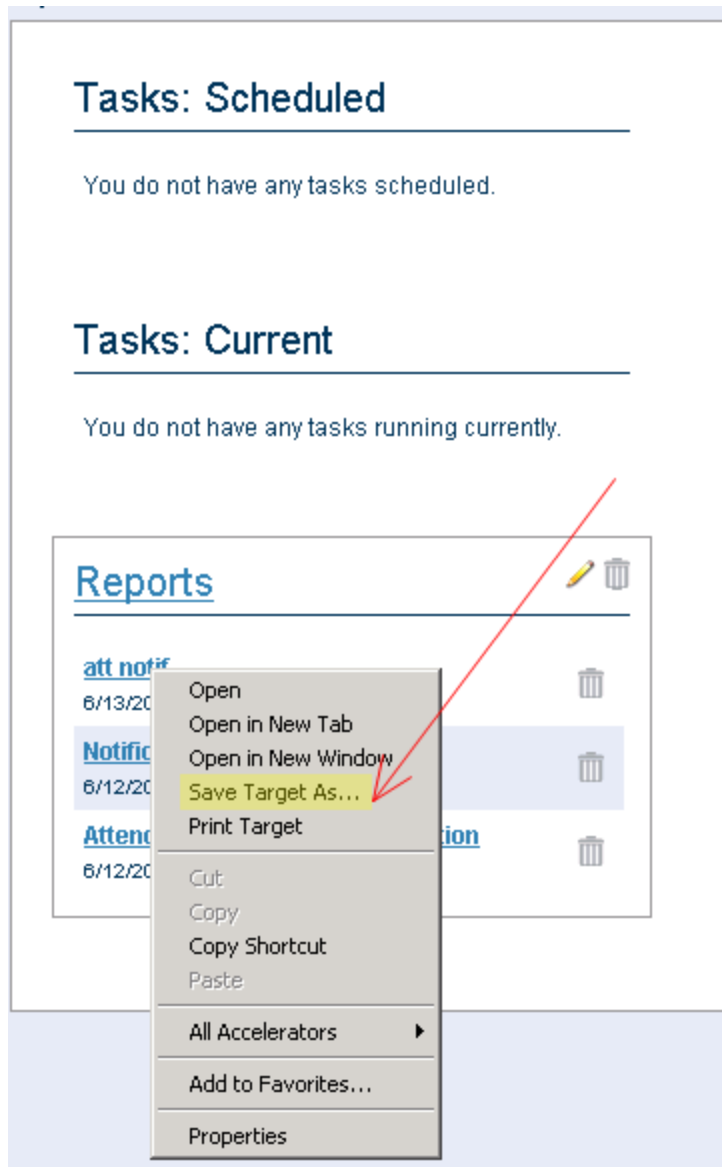 Tasks: Scheduled
You do not have any tasks scheduled.
Tasks: Current
You do not have any tasks running currently.
Reports
att notif
6/13/20
Open
Open in New Tab
Notific
Open in New Window
6/12/20
Save Target As...
Print Target
Attend
tion
6/12/20
Cut
Copy
Copy Shortcut
Paste
All Accelerators
Add to Favorites...
Properties